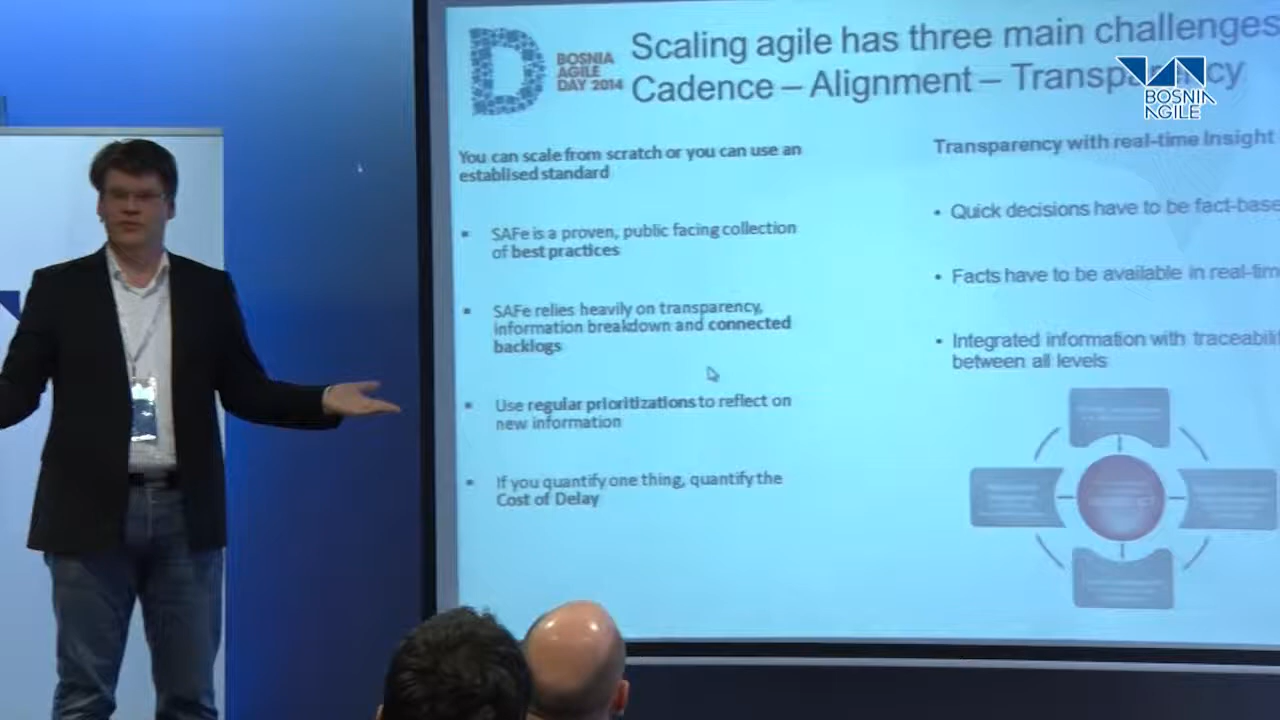 BOSNIA
AGILE
DAY 2014
Scaling agile has three main challenges
Cadence – Alignment – Transparency
BOSNIA
AGILE
You can scale from scratch or you can use an
establised standard
SAFe is a proven, public facing collection
of best practices
SAFe relies heavily on transparency,
information breakdown and connected
backlogs
Use regular prioritizations to reflect on
new information
If you quantify one thing, quantify the
Cost of Delay
Transparency with real-time Insight
• Quick decisions have to be fact-base
• Facts have to be available in real-tim
• Integrated information with traceabili
between all levels